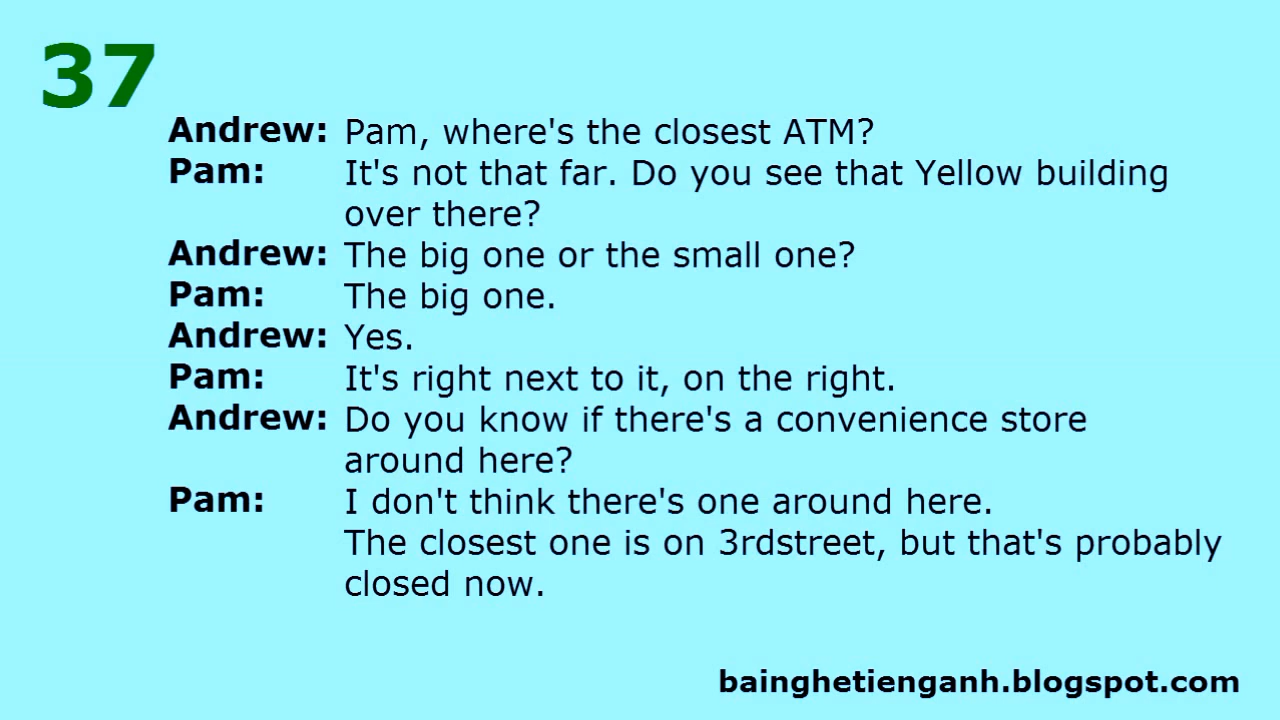 37
Andrew: Pam, where's the closest ATM?
Pam: It's not that far. Do you see that Yellow building
over there?
Andrew: The big one or the small one?
Pam: The big one.
Andrew: Yes.
Pam: It's right next to it, on the right.
Andrew: Do you know if there's a convenience store
around here?
Pam: I don't think there's one around here.
The closest one is on 3rdstreet, but that's probably
closed now.
bainghetienganh.blogspot.com